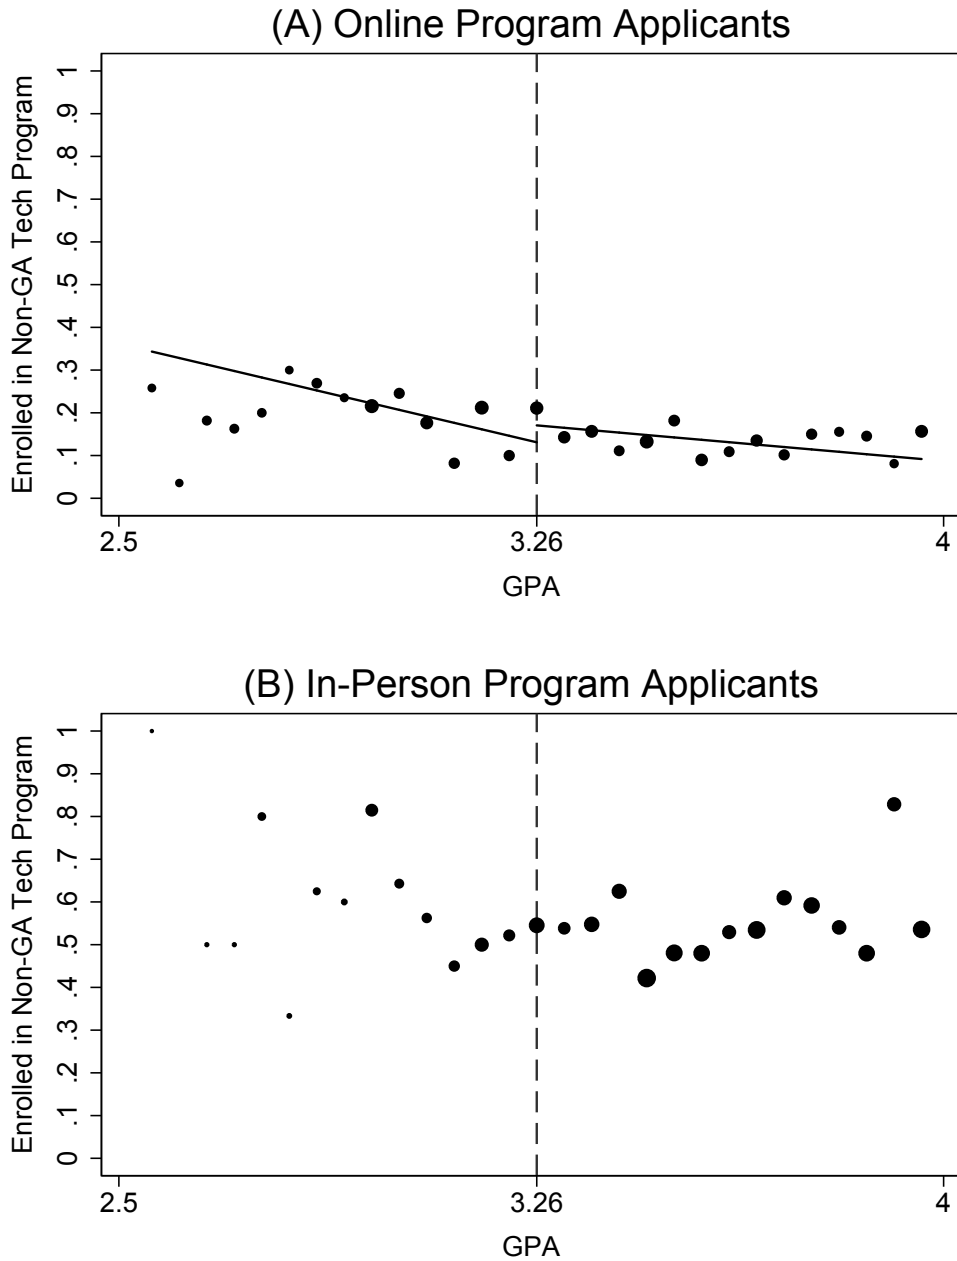 (A) Online Program Applicants
Enrolled in Non-GA Tech Program
1
.9
.8
.7
.6
.5
.4
.3
.2
.1
0
2.5 3.26 4
GPA
(B) In-Person Program Applicants
Enrolled in Non-GA Tech Program
1
.9
.8
.7
.6
.5
.4
.3
.2
.1
0
2.5 3.26 4
GPA